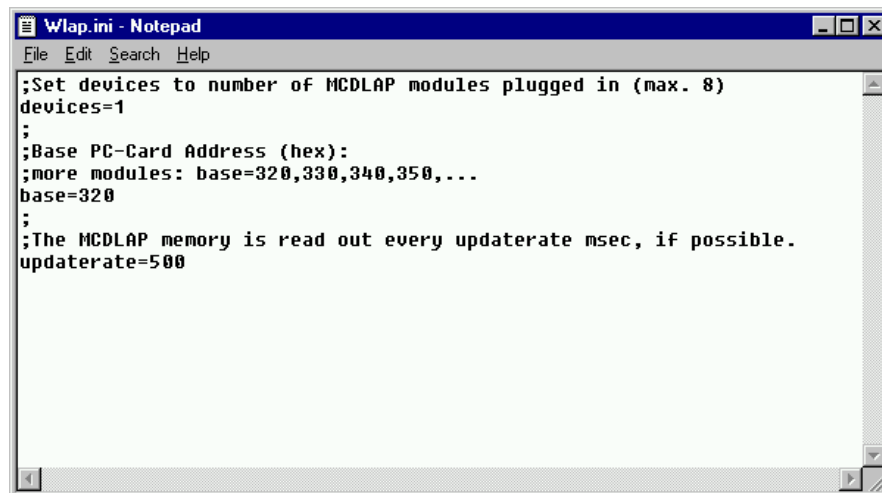 Wlap.ini - Notepad
File Edit Search Help
;Set devices to number of MCDLAP modules plugged in (max. 8)
devices=1
;
;Base PC-Card Address (hex):
;more modules: base=320,330,340,350,...
base=320
;
;The MCDLAP memory is read out every updaterate msec, if possible.
updaterate=500